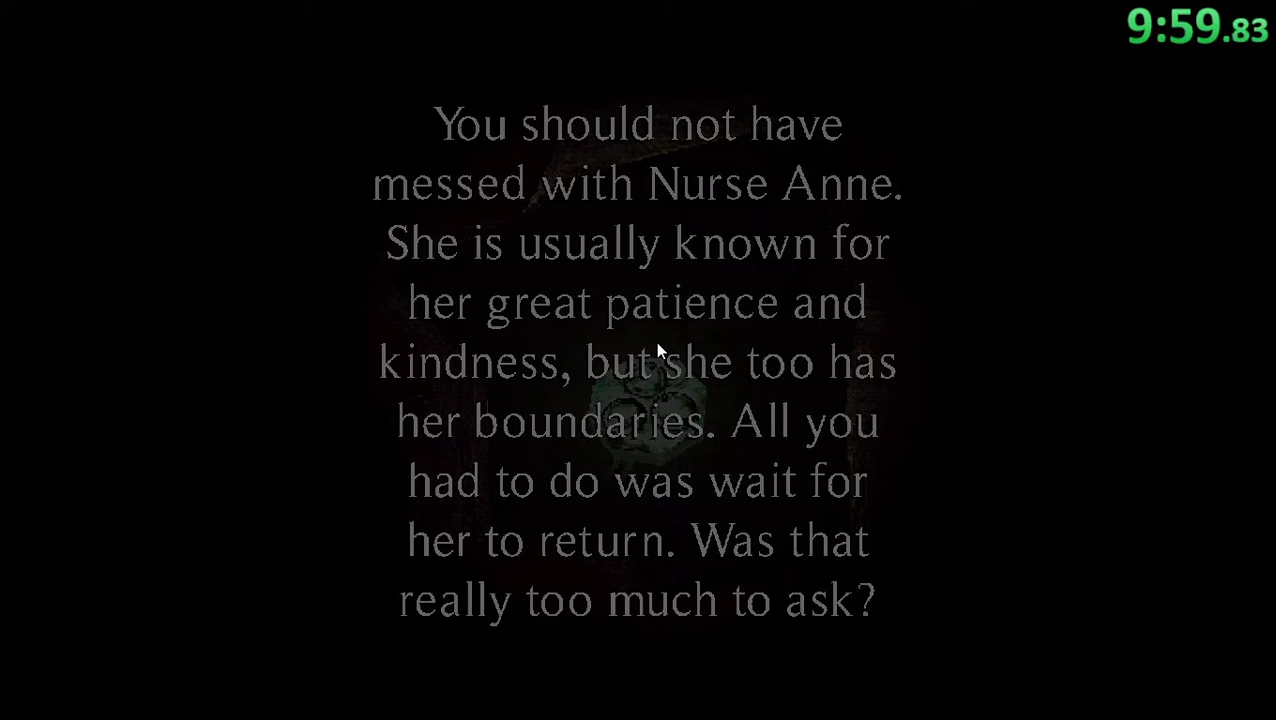 9:59.83
You should not have
messed with Nurse Anne.
She is usually known for
her great patience and
kindness, but she too has
her boundaries. All you
had to do was wait for
her to return. Was that
really too much to ask?